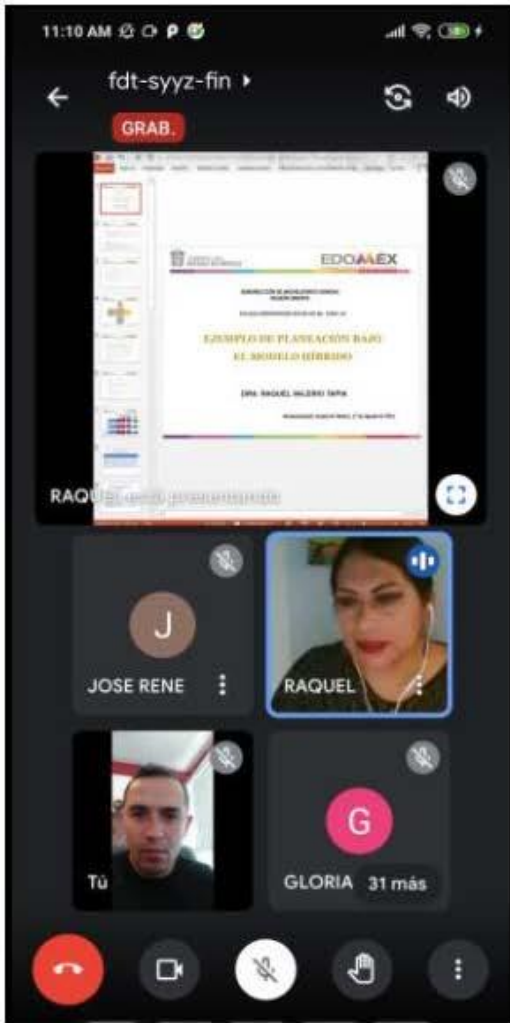 11:10 AM
fdt-syyz-fin
GRAB.
EDOMÉX
EJEMPLO DE PLANEACIÓN BAJO
EL MODELO HÍBRIDO
DRA. RAQUEL VALERIO TAPIA
RAQUEL está presentando
J
JOSE RENE
RAQUEL
Tú
G
GLORIA
31 más